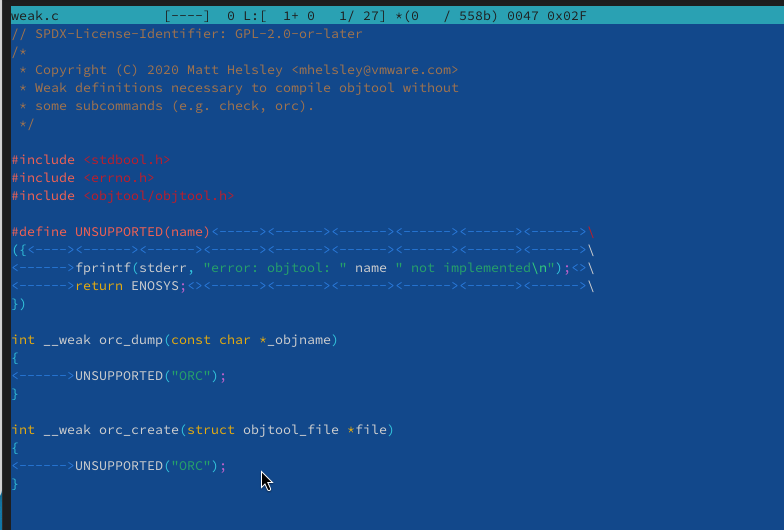 weak.c [----] 0 L:[ 1+ 0 1/ 27] *(0 / 558b) 0047 0x02F
// SPDX-License-Identifier: GPL-2.0-or-later
/*
 * Copyright (C) 2020 Matt Helsley <mhelsley@vmware.com>
 * Weak definitions necessary to compile objtool without
 * some subcommands (e.g. check, orc).
 */
#include <stdbool.h>
#include <errno.h>
#include <objtool/objtool.h>
#define UNSUPPORTED(name)<------><------><------><------><------><------>\
({<----><------><------><------><------><------><------><------><------>\
<------>fprintf(stderr, "error: objtool: " name " not implemented\n");<>\
<------>return ENOSYS;<><------><------><------><------><------><------>\
})
int __weak orc_dump(const char *_objname)
{
<------>UNSUPPORTED("ORC");
}
int __weak orc_create(struct objtool_file *file)
{
<------>UNSUPPORTED("ORC");
}